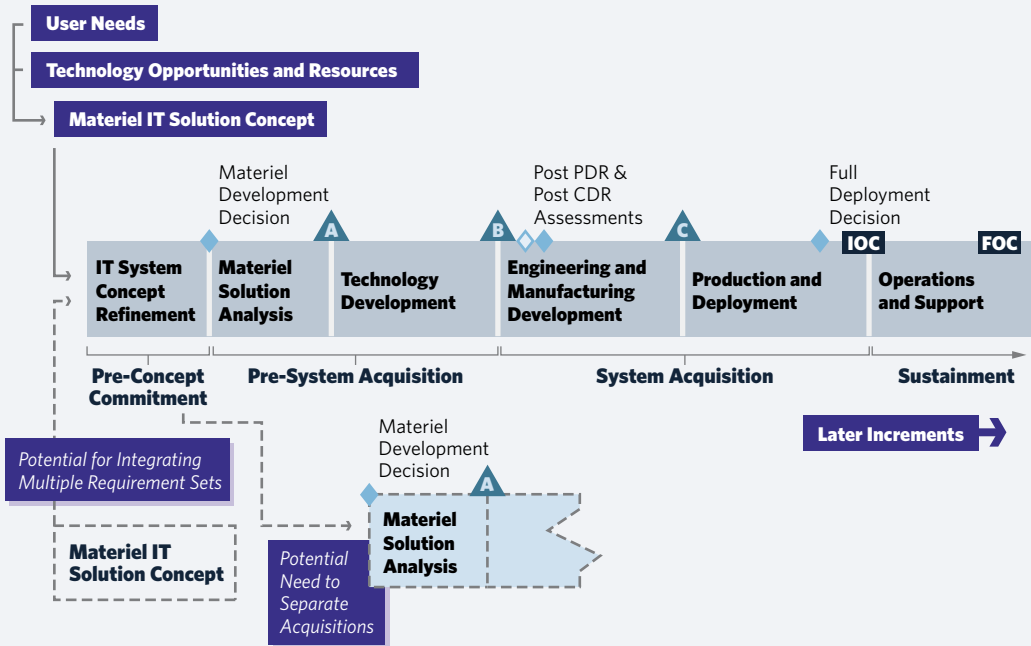 User Needs
Technology Opportunities and Resources
Materiel IT Solution Concept
Materiel
Development
Decision
Post PDR &
Post CDR
Assessments
Full
Deployment
Decision
A
B
C
IOC
FOC
IT System
Concept
Refinement
Materiel
Solution
Analysis
Technology
Development
Engineering and
Manufacturing
Development
Production and
Deployment
Operations
and Support
Pre-Concept
Commitment
Pre-System Acquisition
System Acquisition
Sustainment
Later Increments
Potential for Integrating
Multiple Requirement Sets
Materiel IT
Solution Concept
Materiel
Development
Decision
A
Materiel
Solution
Analysis
Potential
Need to
Separate
Acquisitions